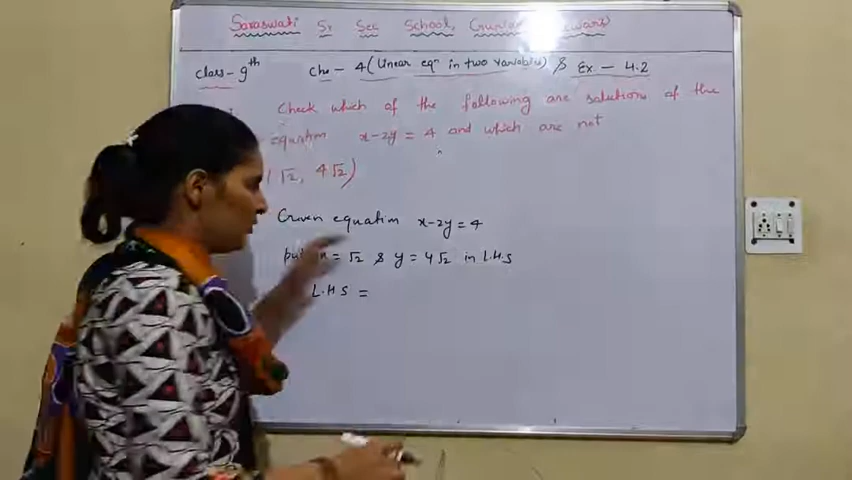 Saraswati Sr Sec School,
class-9th Ch- 4 (Linear eqn in two variables) & Ex - 4.2
Check which of the following are solutions of the
equation x-2y = 4 and which are not
( √2, 4√2)
Given equation x-2y = 4
put x = √2 & y = 4√2 in L.H.S
L.H.S =